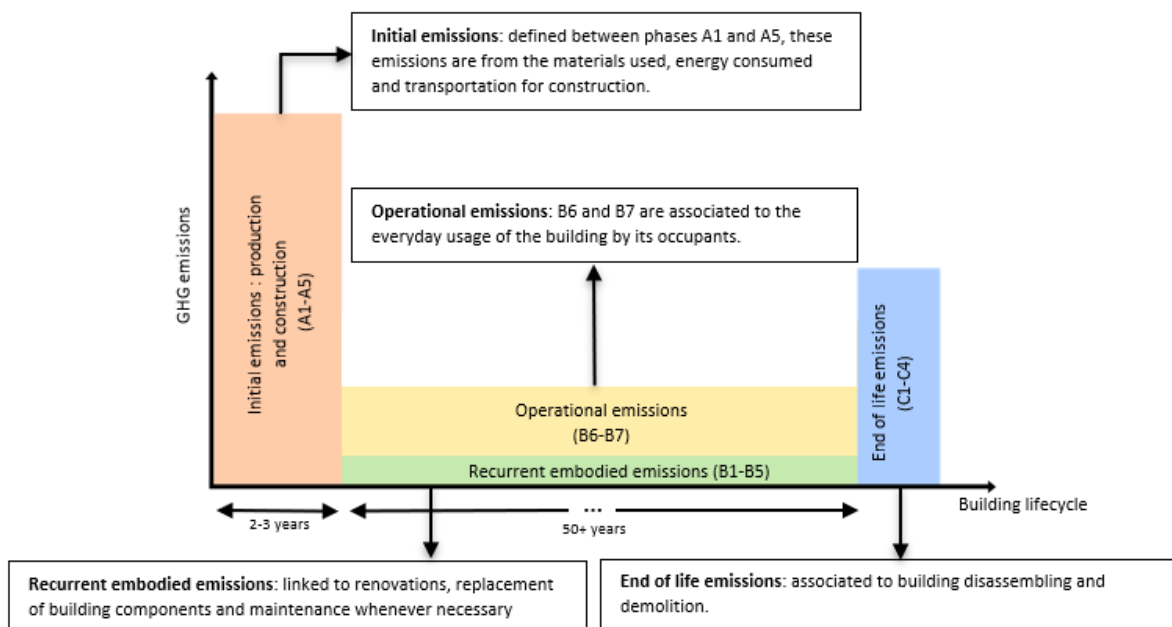 Initial emissions: defined between phases A1 and A5, these
emissions are from the materials used, energy consumed
and transportation for construction.
GHG emissions
Initial emissions : production
and construction
(A1-A5)
Operational emissions: B6 and B7 are associated to the
everyday usage of the building by its occupants.
Operational emissions
(B6-B7)
Recurrent embodied emissions (B1-B5)
End of life emissions
(C1-C4)
Building lifecycle
2-3 years
...
50+ years
Recurrent embodied emissions: linked to renovations, replacement
of building components and maintenance whenever necessary
End of life emissions: associated to building disassembling and
demolition.